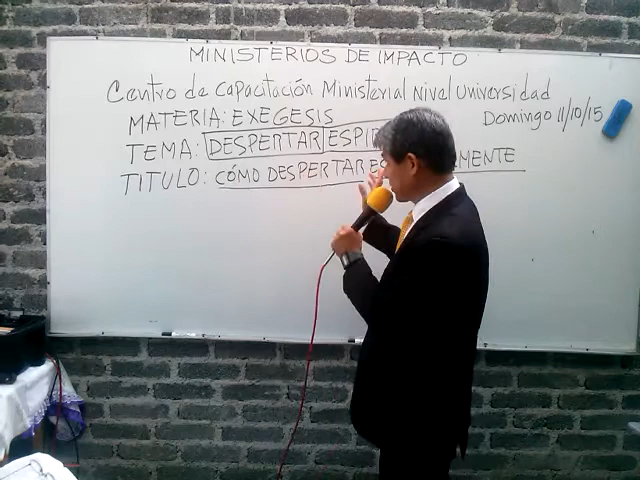 MINISTERIOS DE IMPACTO
Centro de Capacitación Ministerial Nivel Universidad
MATERIA: EXEGESIS Domingo 11/10/15
TEMA: DESPERTAR
TITULO: CÓMO DESPERTAR